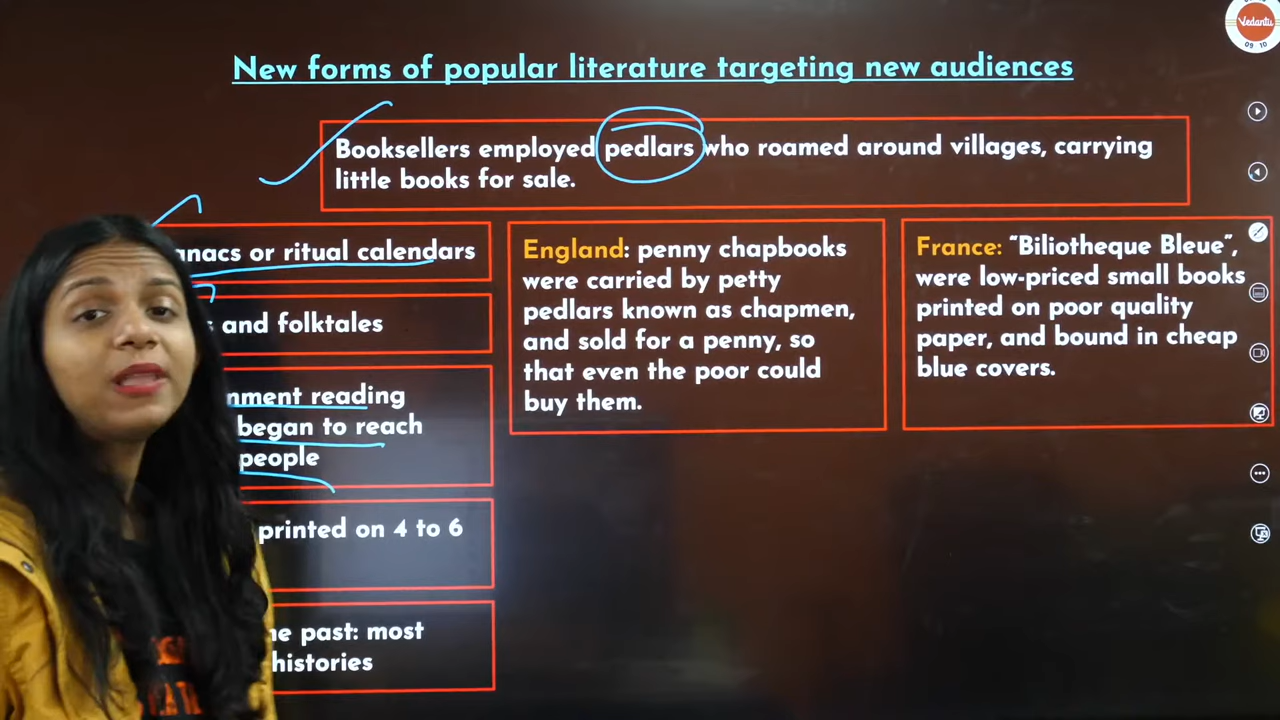 New forms of popular literature targeting new audiences
Booksellers employed pedlars who roamed around villages, carrying
little books for sale.
or ritual calendars
and folktales
reading
began to reach
people
printed on 4 to 6
past: most
histories
England: penny chapbooks
were carried by petty
pedlars known as chapmen,
and sold for a penny, so
that even the poor could
buy them.
France: “Biliotheque Bleue”,
were low-priced small books
printed on poor quality
paper, and bound in cheap
blue covers.
Vedantu
09 10